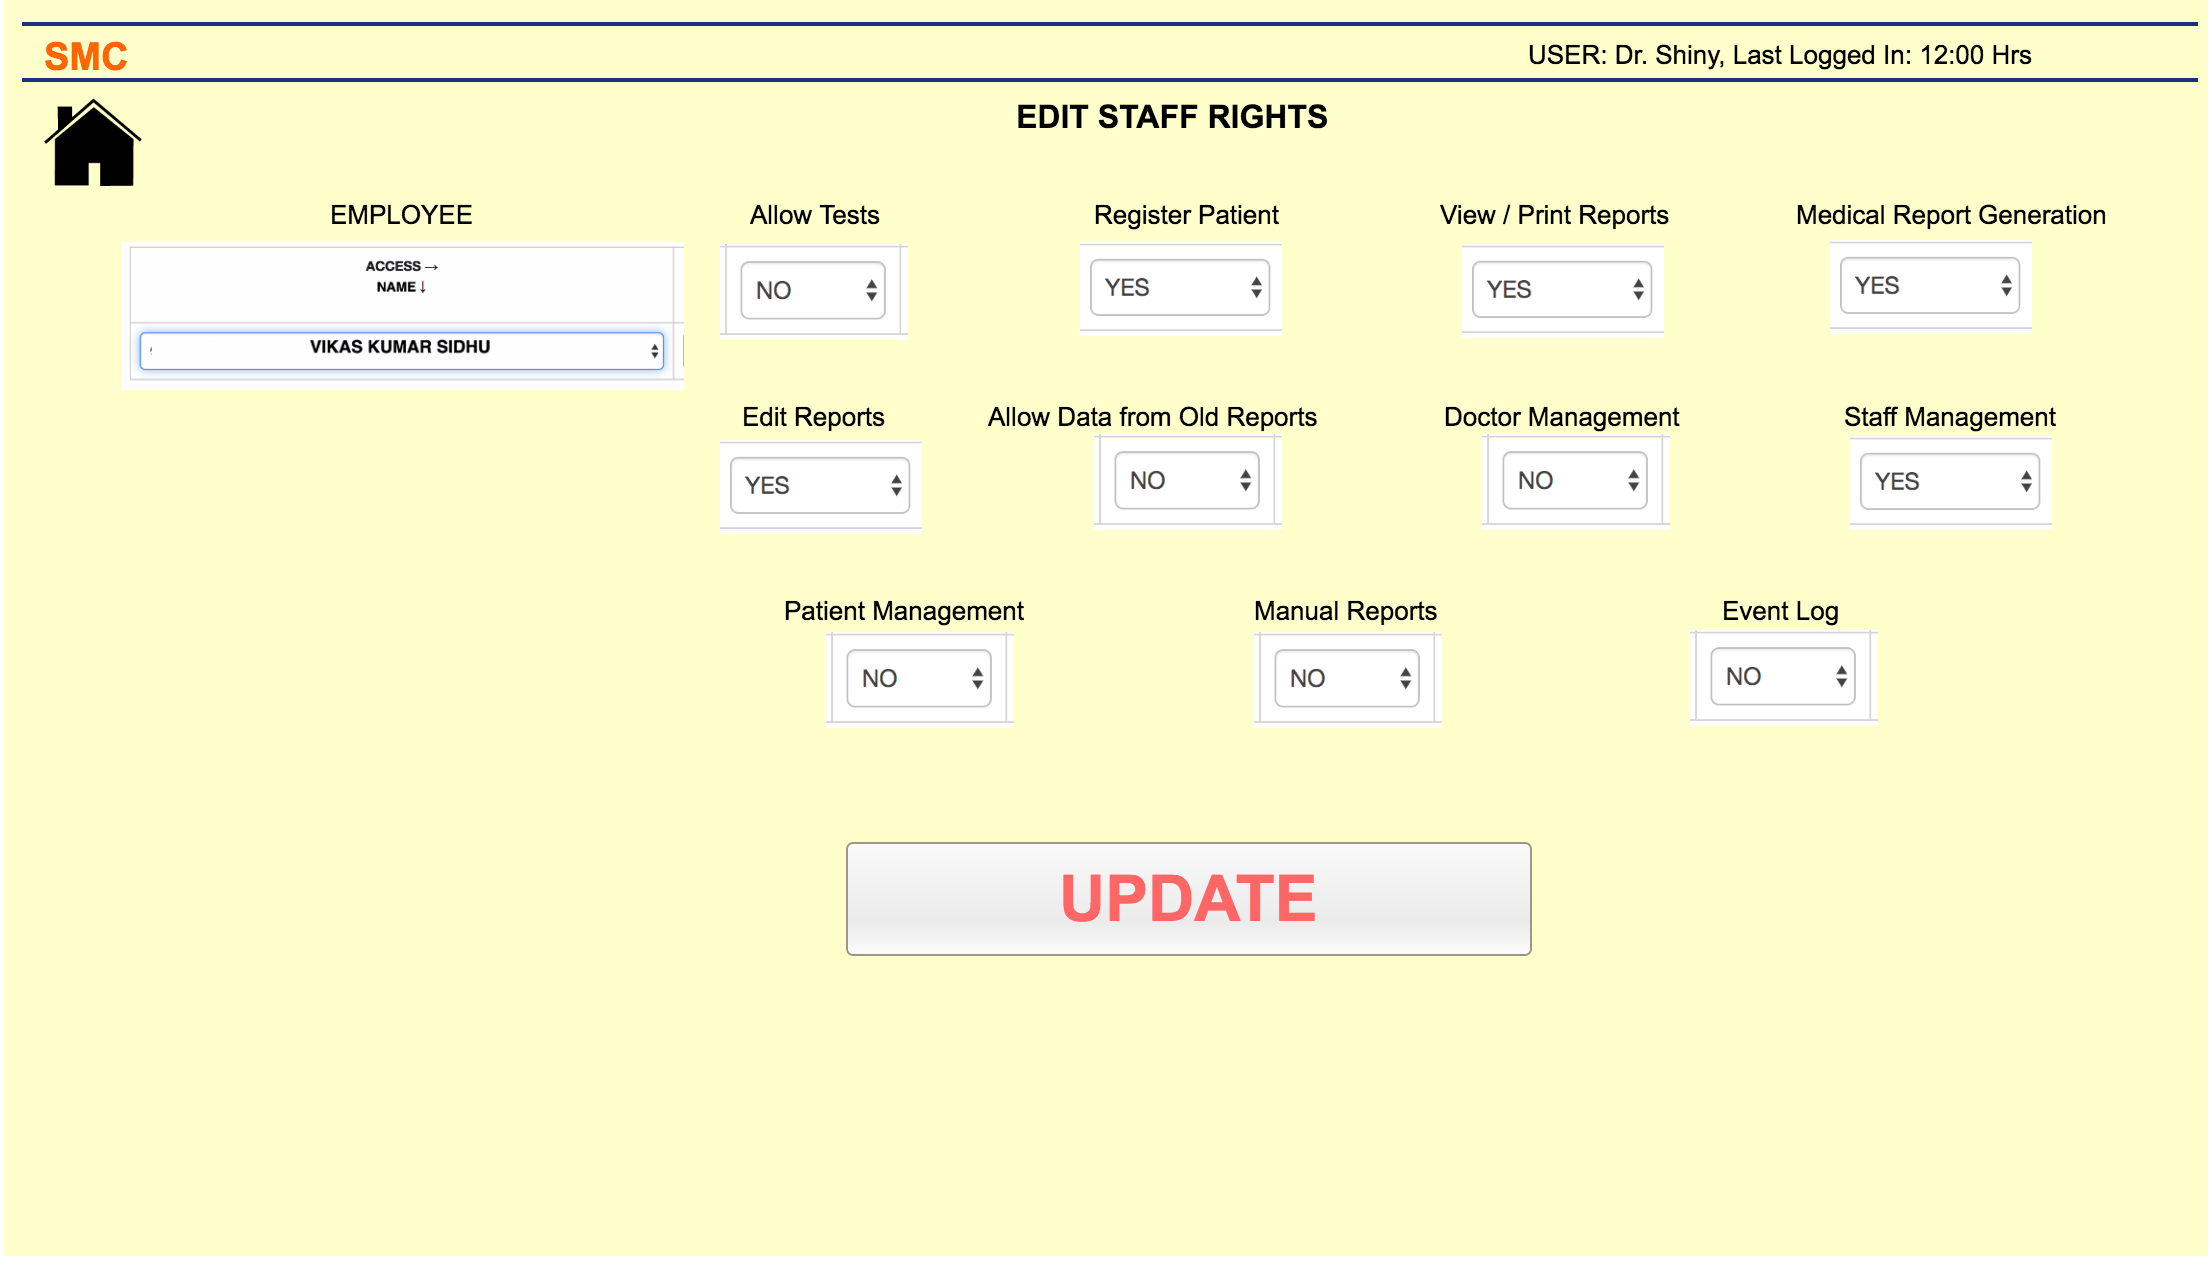 SMC
USER: Dr. Shiny, Last Logged In: 12:00 Hrs
EDIT STAFF RIGHTS
EMPLOYEE
ACCESS→
NAME↓
VIKAS KUMAR SIDHU
Allow Tests
NO
Register Patient
YES
View / Print Reports
YES
Medical Report Generation
YES
Edit Reports
YES
Allow Data from Old Reports
NO
Doctor Management
NO
Staff Management
YES
Patient Management
NO
Manual Reports
NO
Event Log
NO
UPDATE